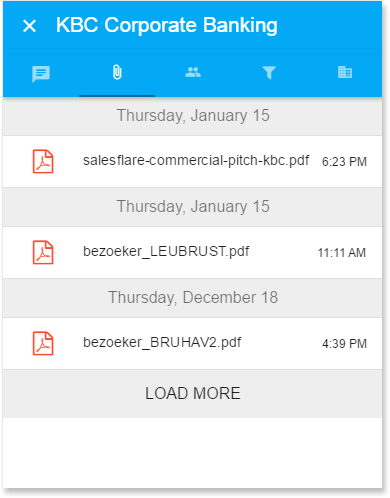 KBC Corporate Banking
Thursday, January 15
salesflare-commercial-pitch-kbc.pdf 6:23 PM
Thursday, January 15
bezoeker_LEUBRUST.pdf 11:11 AM
Thursday, December 18
bezoeker_BRUHAV2.pdf 4:39 PM
LOAD MORE